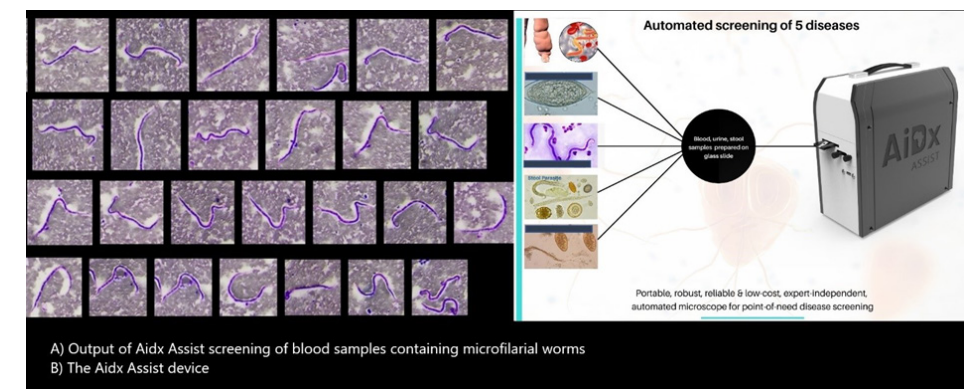 Automated screening of 5 diseases
Stool Parasite
Blood, urine, stool
samples prepared on
glass slide
AiDx
ASSIST
Portable, robust, reliable & low-cost, expert-independent,
automated microscope for point-of-need disease screening
A) Output of Aidx Assist screening of blood samples containing microfilarial worms
B) The Aidx Assist device